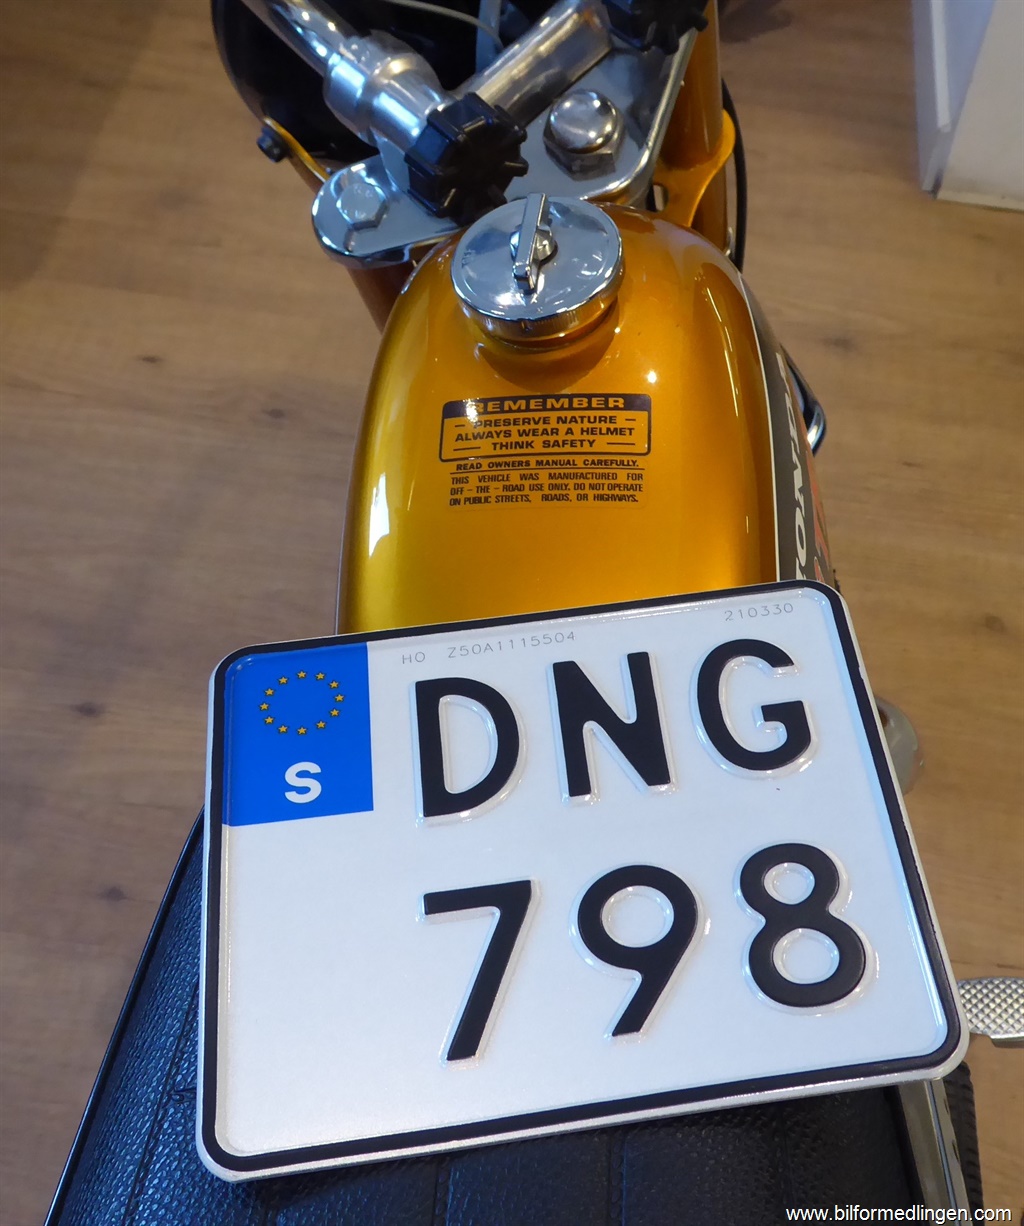 REMEMBER
– PRESERVE NATURE –
ALWAYS WEAR A HELMET
THINK SAFETY
READ OWNERS MANUAL CAREFULLY.
THIS VEHICLE WAS MANUFACTURED FOR
OFF – THE – ROAD USE ONLY. DO NOT OPERATE
ON PUBLIC STREETS, ROADS, OR HIGHWAYS.
HONDA
HO Z50A1115504 210330
S
DNG
798
www.bilformedlingen.com